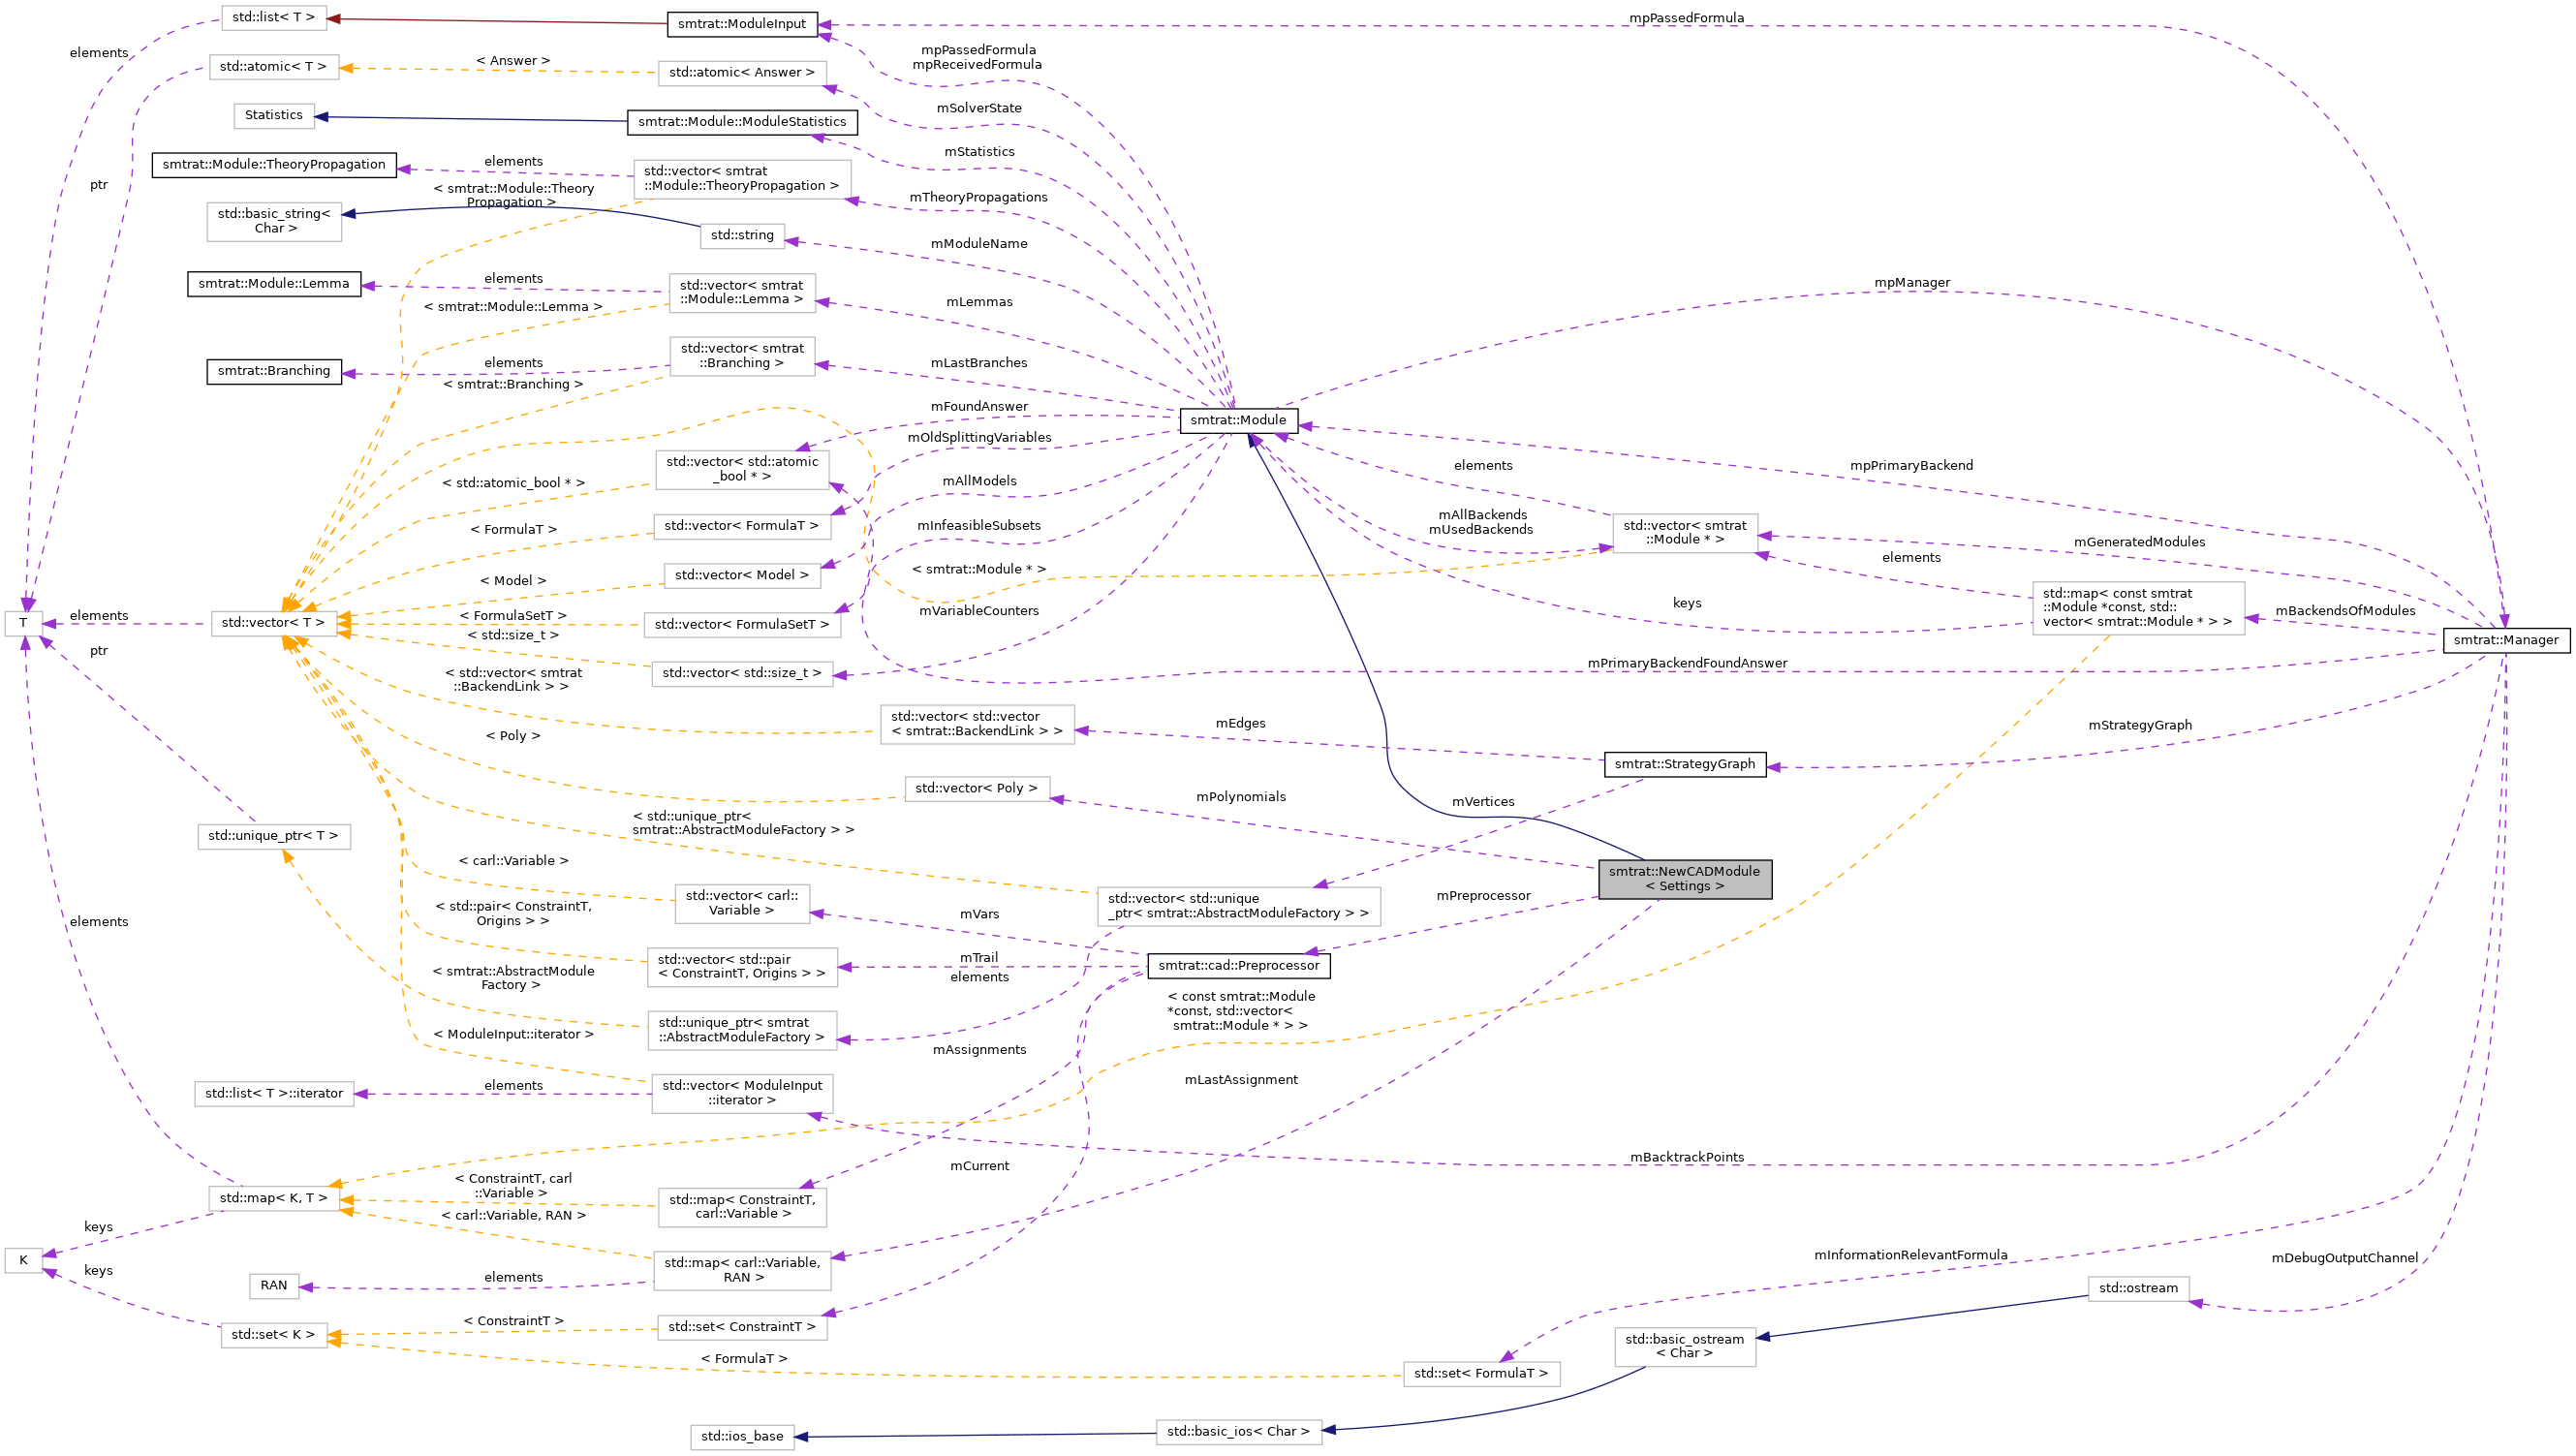 std::list< T >
smtrat::ModuleInput
mpPassedFormula
elements
mpPassedFormula
mpReceivedFormula
std::atomic< T >
< Answer >
std::atomic< Answer >
Statistics
smtrat::Module::ModuleStatistics
mSolverState
mStatistics
smtrat::Module::TheoryPropagation
elements
std::vector< smtrat
::Module::TheoryPropagation >
ptr
< smtrat::Module::Theory
Propagation >
mTheoryPropagations
std::basic_string<
Char >
std::string
mModuleName
smtrat::Module::Lemma
elements
std::vector< smtrat
::Module::Lemma >
mLemmas
mpManager
< smtrat::Module::Lemma >
smtrat::Branching
elements
std::vector< smtrat
::Branching >
mLastBranches
< smtrat::Branching >
mFoundAnswer
smtrat::Module
mOldSplittingVariables
std::vector< std::atomic
_bool * >
elements
mpPrimaryBackend
< std::atomic_bool * >
mAllModels
< FormulaT >
std::vector< FormulaT >
mInfeasibleSubsets
mAllBackends
mUsedBackends
std::vector< smtrat
::Module * >
mGeneratedModules
elements
< Model >
std::vector< Model >
< smtrat::Module * >
std::map< const smtrat
::Module *const, std::
vector< smtrat::Module * > >
T
elements
std::vector< T >
< FormulaSetT >
std::vector< FormulaSetT >
mVariableCounters
keys
mBackendsOfModules
smtrat::Manager
< std::size_t >
ptr
std::vector< std::size_t >
mPrimaryBackendFoundAnswer
< std::vector< smtrat
::BackendLink > >
std::vector< std::vector
< smtrat::BackendLink > >
mEdges
mStrategyGraph
< Poly >
smtrat::StrategyGraph
std::vector< Poly >
mPolynomials
mVertices
std::unique_ptr< T >
< std::unique_ptr<
smtrat::AbstractModuleFactory > >
< carl::Variable >
smtrat::NewCADModule
< Settings >
std::vector< carl::
Variable >
mVars
std::vector< std::unique
_ptr< smtrat::AbstractModuleFactory > >
mPreprocessor
elements
< std::pair< ConstraintT,
Origins > >
std::vector< std::pair
< ConstraintT, Origins > >
mTrail
elements
smtrat::cad::Preprocessor
< smtrat::AbstractModule
Factory >
< const smtrat::Module
*const, std::vector<
smtrat::Module * > >
std::unique_ptr< smtrat
::AbstractModuleFactory >
< ModuleInput::iterator >
mAssignments
std::list< T >::iterator
elements
std::vector< ModuleInput
::iterator >
mLastAssignment
mCurrent
mBacktrackPoints
std::map< K, T >
< ConstraintT, carl
::Variable >
std::map< ConstraintT,
carl::Variable >
keys
< carl::Variable, RAN >
K
keys
RAN
elements
std::map< carl::Variable,
RAN >
mInformationRelevantFormula
mDebugOutputChannel
std::ostream
std::set< K >
< ConstraintT >
std::set< ConstraintT >
std::basic_ostream
< Char >
< FormulaT >
std::set< FormulaT >
std::ios_base
std::basic_ios< Char >